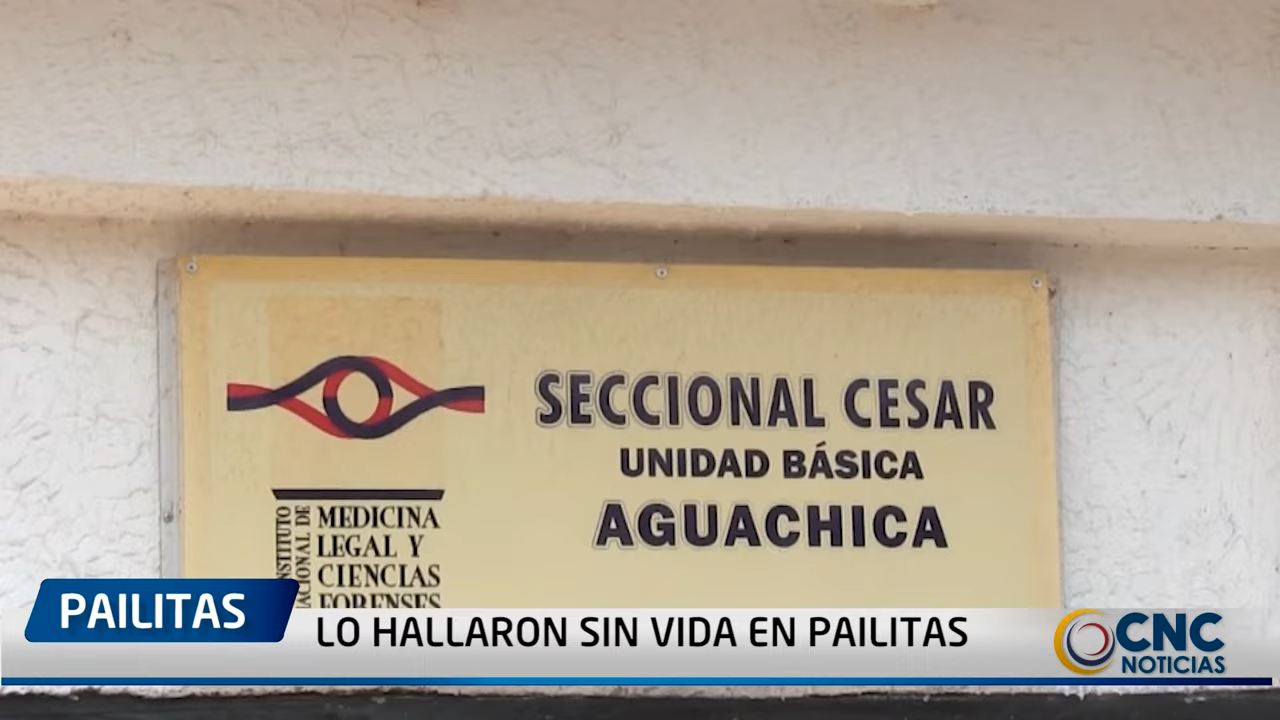 SECCIONAL CESAR
UNIDAD BÁSICA
AGUACHICA
INSTITUTO
NACIONAL DE
MEDICINA
LEGAL Y
CIENCIAS
FORENSES
PAILITAS
LO HALLARON SIN VIDA EN PAILITAS
CNC
NOTICIAS